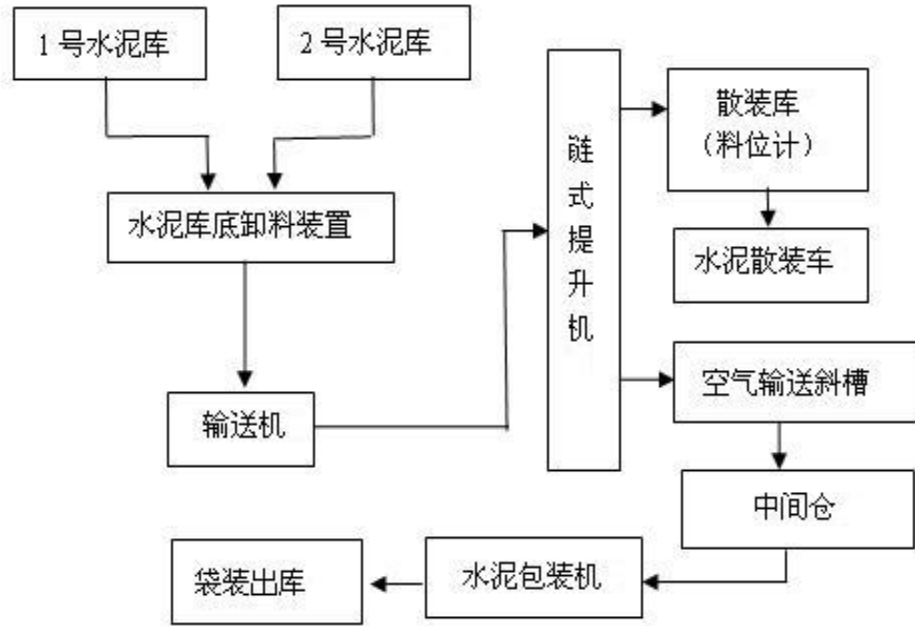 1号水泥库
2号水泥库
水泥库底卸料装置
输送机
链式提升机
散装库
（料位计）
水泥散装车
空气输送斜槽
中间仓
水泥包装机
袋装出库